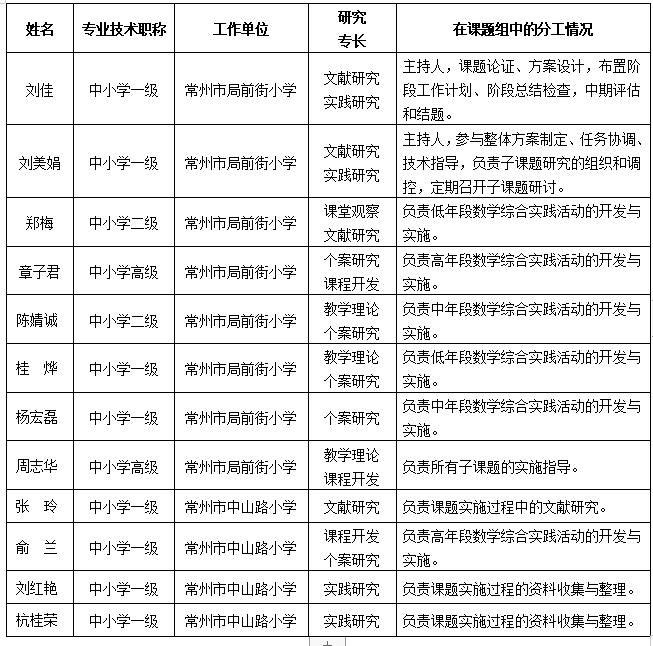 姓名 专业技术职称 工作单位 研究专长 在课题组中的分工情况
刘佳 中小学一级 常州市局前街小学 文献研究 实践研究 主持人，课题论证、方案设计，布置阶段工作计划、阶段总结检查，中期评估和结题。
刘美娟 中小学一级 常州市局前街小学 文献研究 实践研究 主持人，参与整体方案制定、任务协调、技术指导，负责子课题研究的组织和调控，定期召开子课题研讨。
郑梅 中小学二级 常州市局前街小学 课堂观察 文献研究 负责低年段数学综合实践活动的开发与实施。
章子君 中小学高级 常州市局前街小学 个案研究 课程开发 负责高年段数学综合实践活动的开发与实施。
陈婧诚 中小学二级 常州市局前街小学 教学理论 个案研究 负责中年段数学综合实践活动的开发与实施。
桂　烨 中小学一级 常州市局前街小学 教学理论 个案研究 负责低年段数学综合实践活动的开发与实施。
杨宏磊 中小学一级 常州市局前街小学 个案研究 负责中年段数学综合实践活动的开发与实施。
周志华 中小学高级 常州市局前街小学 教学理论 课程开发 负责所有子课题的实施指导。
张　玲 中小学一级 常州市中山路小学 文献研究 负责课题实施过程中的文献研究。
俞　兰 中小学一级 常州市中山路小学 课程开发 个案研究 负责高年段数学综合实践活动的开发与实施。
刘红艳 中小学一级 常州市中山路小学 实践研究 负责课题实施过程的资料收集与整理。
杭桂荣 中小学一级 常州市中山路小学 实践研究 负责课题实施过程的资料收集与整理。